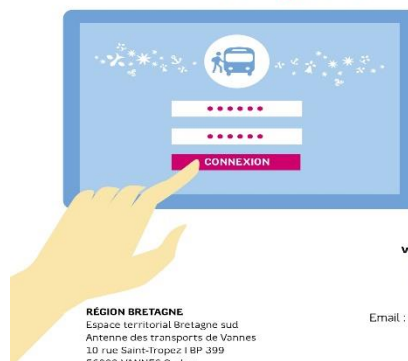 CONNEXION
v
RÉGION BRETAGNE
Espace territorial Bretagne sud
Antenne des transports de Vannes
10 rue Saint-Tropez I BP 399
Email :